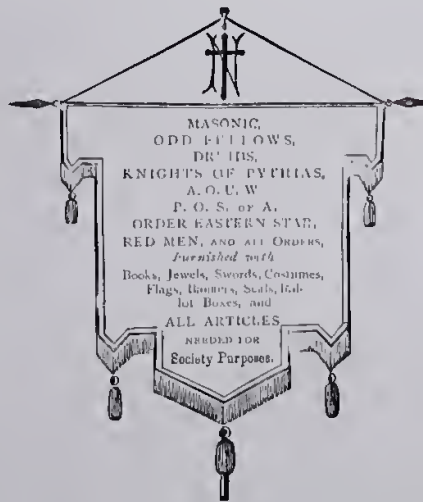 MASONIC,
ODD FELLOWS,
DRUIDS,
KNIGHTS OF PYTHIAS,
A. O. U. W
P. O. S. OF A,
ORDER EASTERN STAR,
RED MEN, AND ALL ORDERS,
Furnished with
Books, Jewels, Swords, Costumes,
Flags, Banners, Seals, Bal-
lot Boxes, and
ALL ARTICLES
NEEDED FOR
Society Purposes.